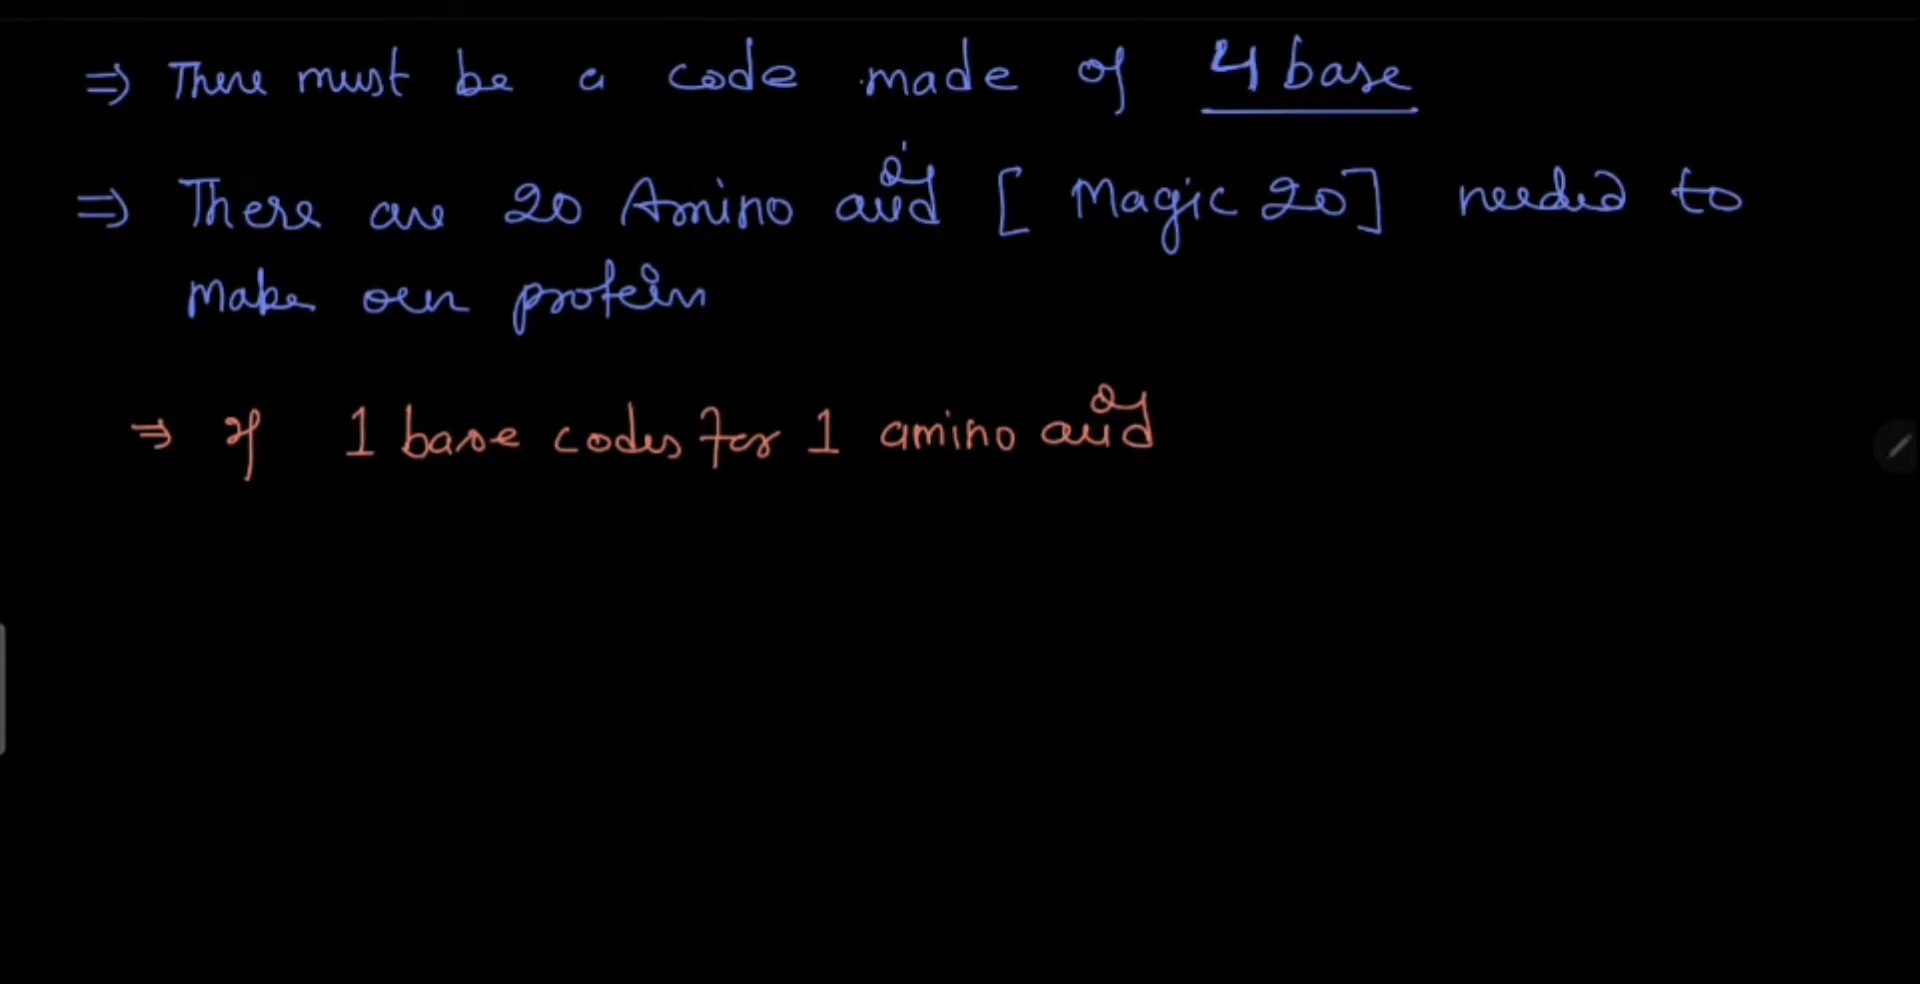 ⇒ There must be a code made of 4 base
⇒ There are 20 Amino acid [ Magic 20] needed to
make our protein
⇒ If 1 base codes for 1 amino acid